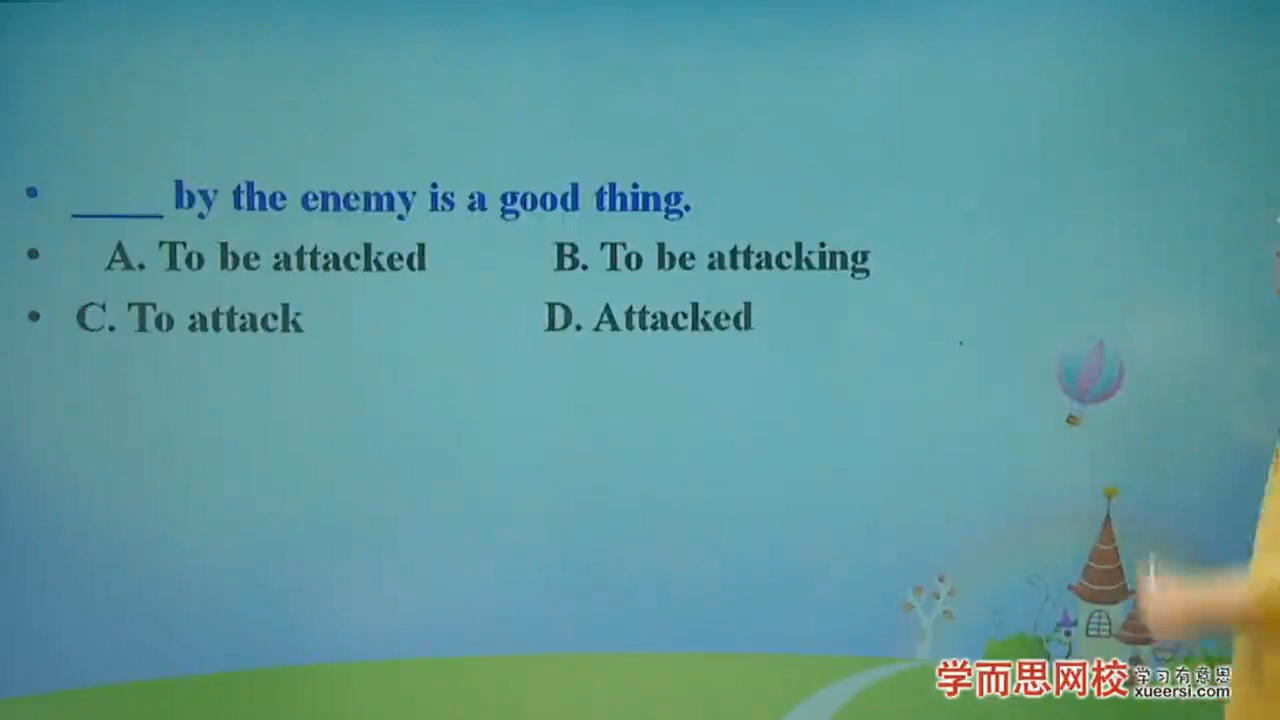 • ____ by the enemy is a good thing.
• A. To be attacked B. To be attacking
• C. To attack D. Attacked
学而思网校 学习有意思
xueersi.com